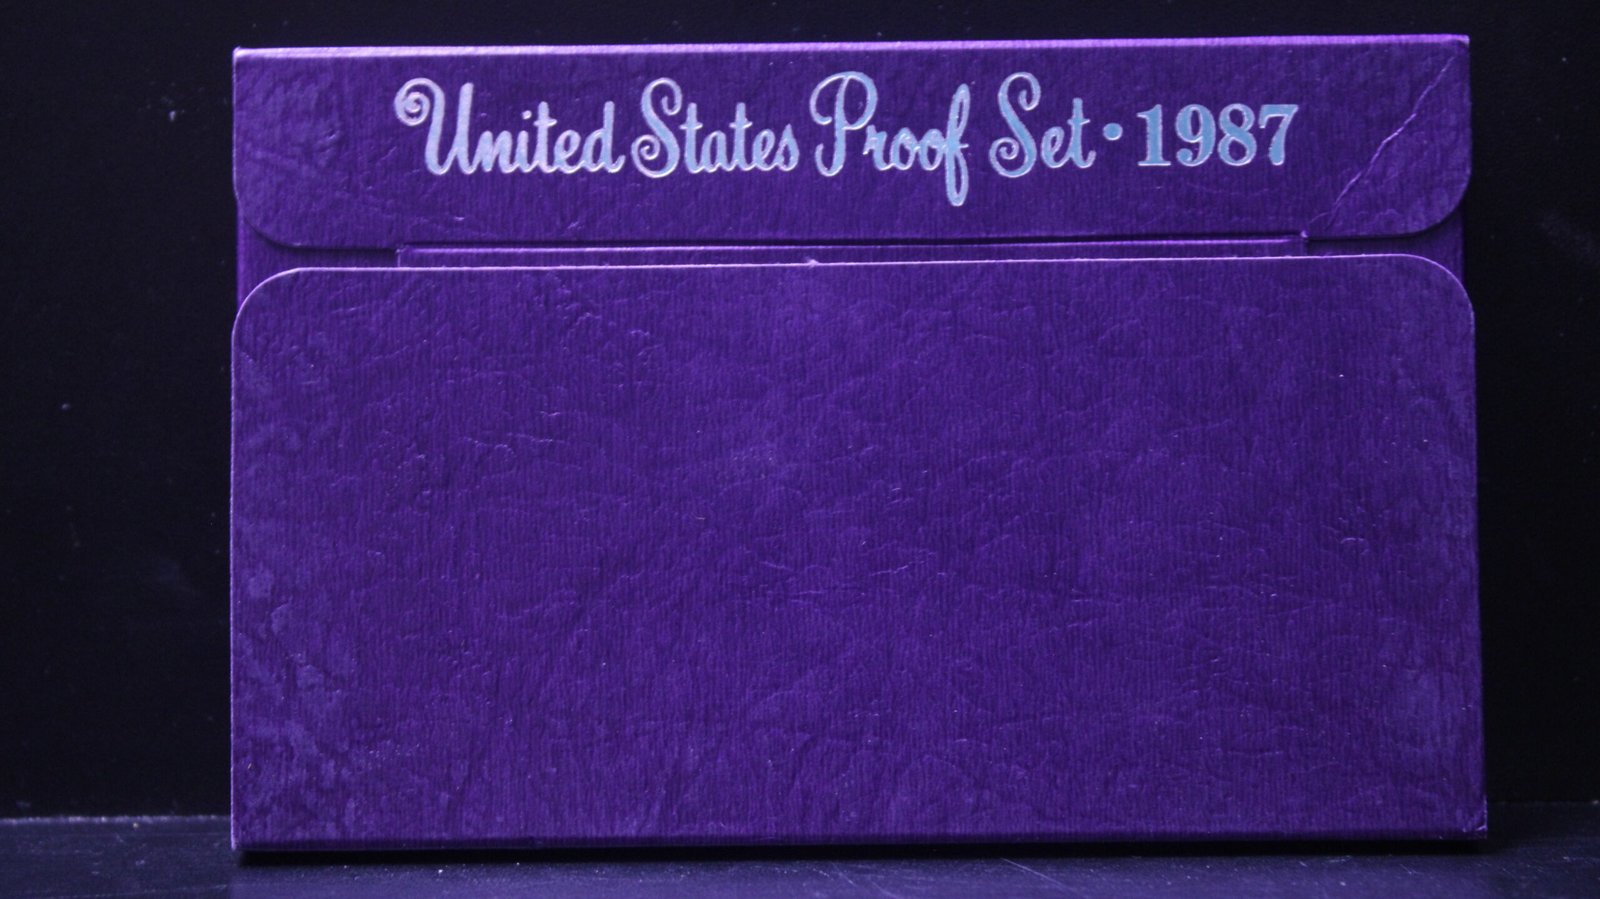 United States Proof Set • 1987